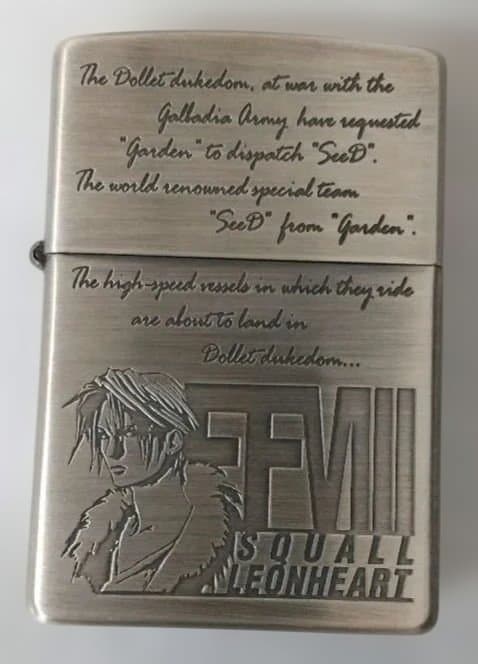 The Dollet dukedom, at war with the
Galbadia Army have requested
"Garden" to dispatch "SeeD".
The world renowned special team
"SeeD" from "Garden".
The high-speed vessels in which they ride
are about to land in
Dollet dukedom...
FFVIII
SQUALL
LEONHEART